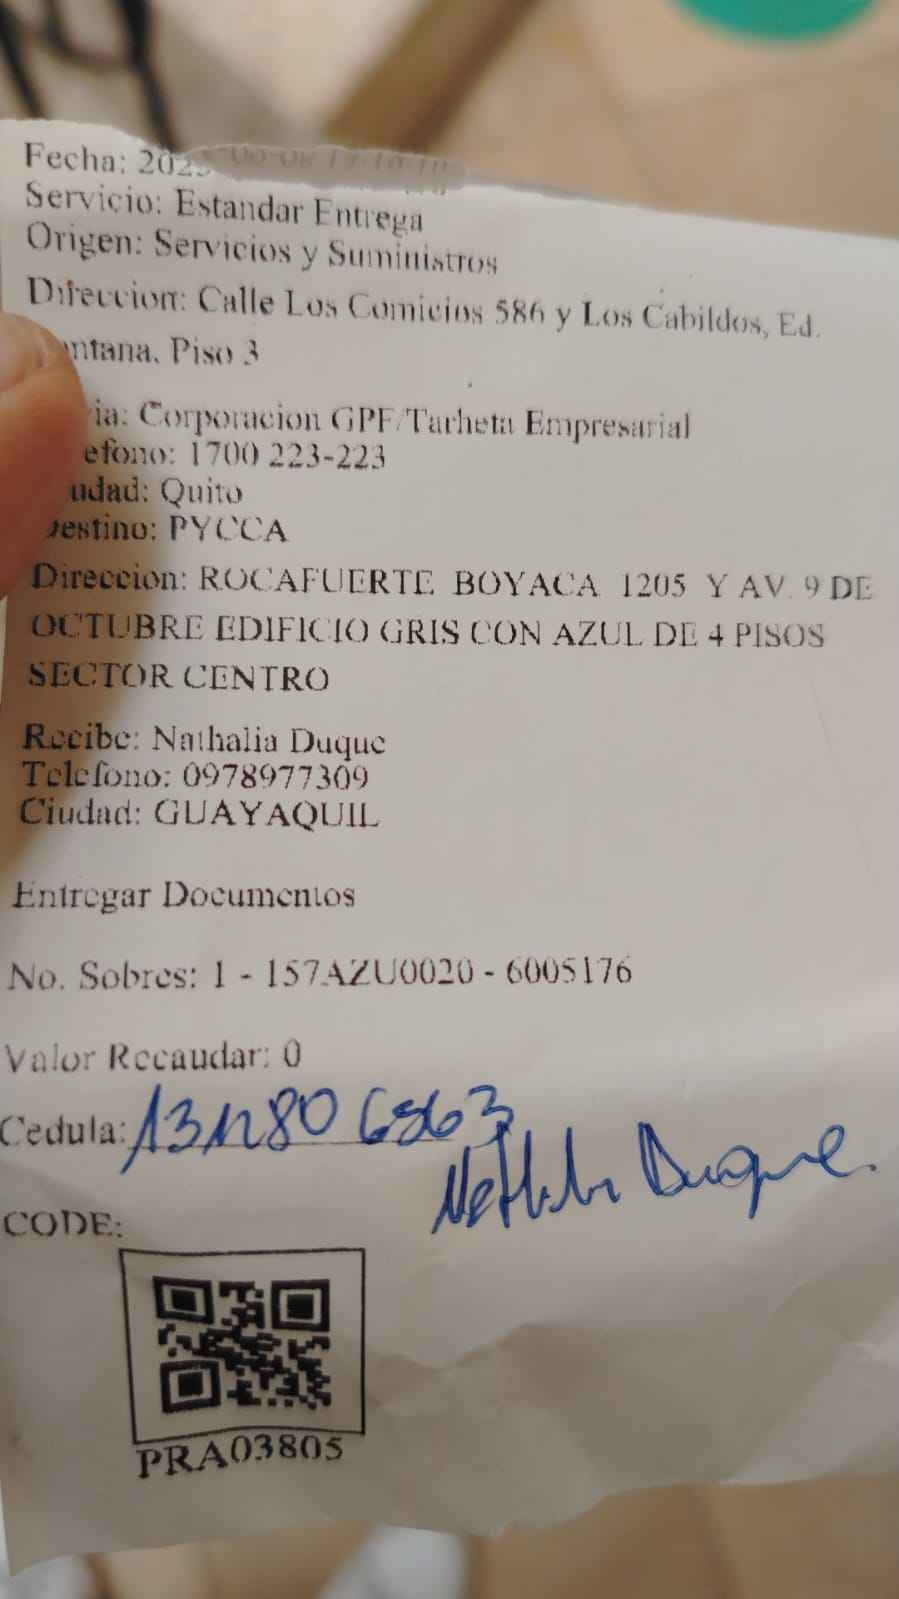 Fecha:
Servicio: Estandar Entrega
Origen: Servicios y Suministros
Direccion: Calle Los Comicios 586 y Los Cabildos, Ed.
ntana. Piso 3
ia: Corporacion GPF/Tarheta Empresarial
efono: 1700 223-223
udad: Quito
estino: PYCCA
Direccion: ROCAFUERTE BOYACA 1205 Y AV. 9 DE
OCTUBRE EDIFICIO GRIS CON AZUL DE 4 PISOS
SECTOR CENTRO
Recibe: Nathalia Duque
Telefono: 0978977309
Ciudad: GUAYAQUIL
Entregar Documentos
No. Sobres: 1 - 157AZU0020 - 6005176
Valor Recaudar: 0
Cedula:
Nathalia Duque
CODE:
PRA03805